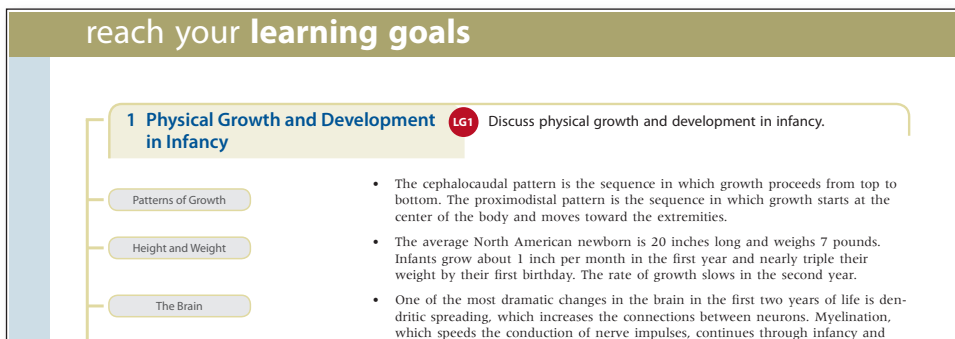 reach your learning goals
1 Physical Growth and Development
in Infancy
LG1 Discuss physical growth and development in infancy.
Patterns of Growth
• The cephalocaudal pattern is the sequence in which growth proceeds from top to
bottom. The proximodistal pattern is the sequence in which growth starts at the
center of the body and moves toward the extremities.
Height and Weight
• The average North American newborn is 20 inches long and weighs 7 pounds.
Infants grow about 1 inch per month in the first year and nearly triple their
weight by their first birthday. The rate of growth slows in the second year.
The Brain
• One of the most dramatic changes in the brain in the first two years of life is den-
dritic spreading, which increases the connections between neurons. Myelination,
which speeds the conduction of nerve impulses, continues through infancy and